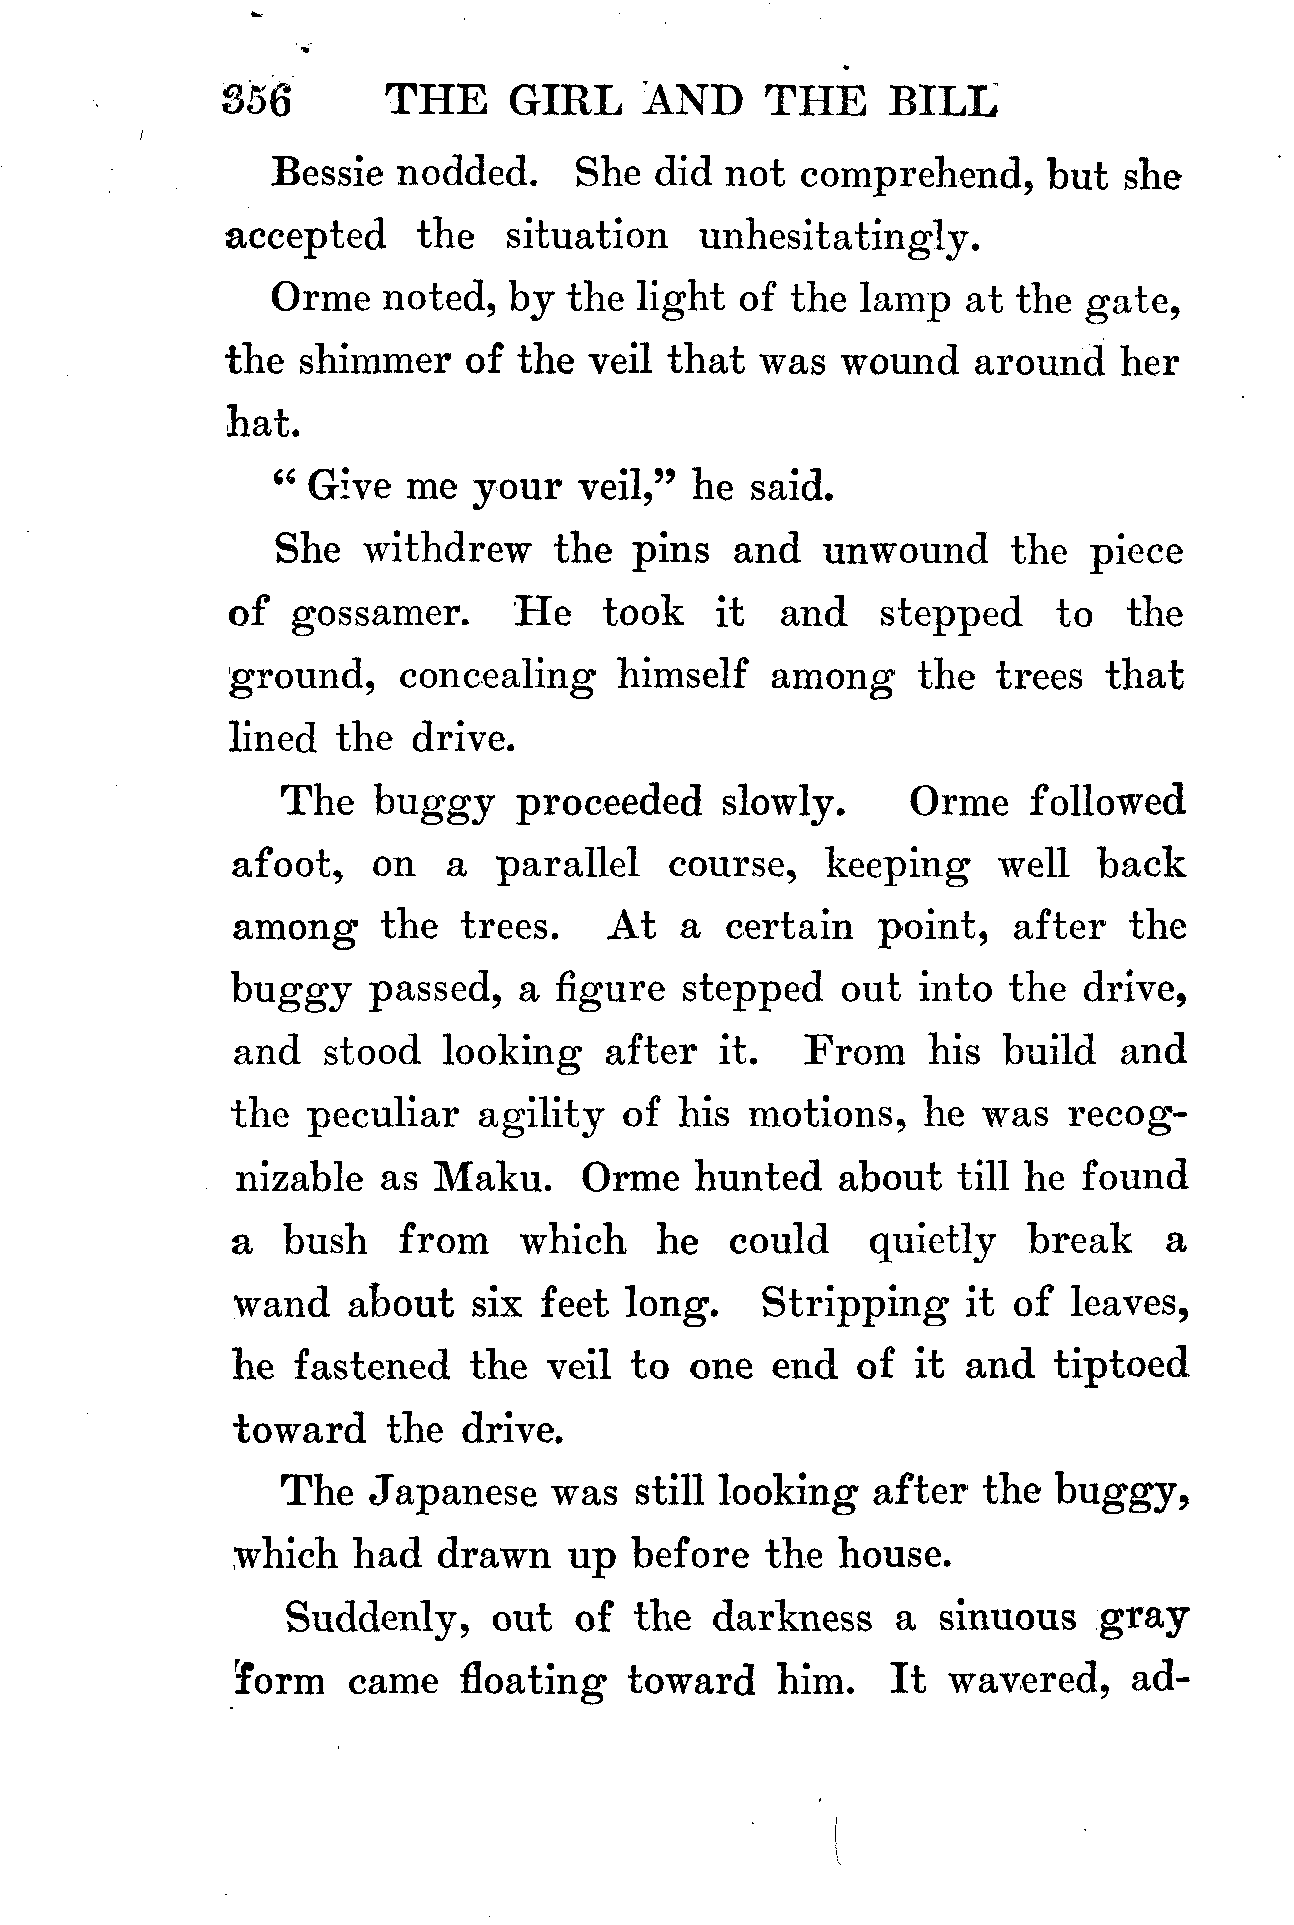 356 THE GIRL AND THE BILL
Bessie nodded. She did not comprehend, but she
accepted the situation unhesitatingly.
Orme noted, by the light of the lamp at the gate,
the shimmer of the veil that was wound around her
hat.
“ Give me your veil,” he said.
She withdrew the pins and unwound the piece
of gossamer. He took it and stepped to the
ground, concealing himself among the trees that
lined the drive.
The buggy proceeded slowly. Orme followed
afoot, on a parallel course, keeping well back
among the trees. At a certain point, after the
buggy passed, a figure stepped out into the drive,
and stood looking after it. From his build and
the peculiar agility of his motions, he was recog-
nizable as Maku. Orme hunted about till he found
a bush from which he could quietly break a
wand about six feet long. Stripping it of leaves,
he fastened the veil to one end of it and tiptoed
toward the drive.
The Japanese was still looking after the buggy,
which had drawn up before the house.
Suddenly, out of the darkness a sinuous gray
form came floating toward him. It wavered, ad-